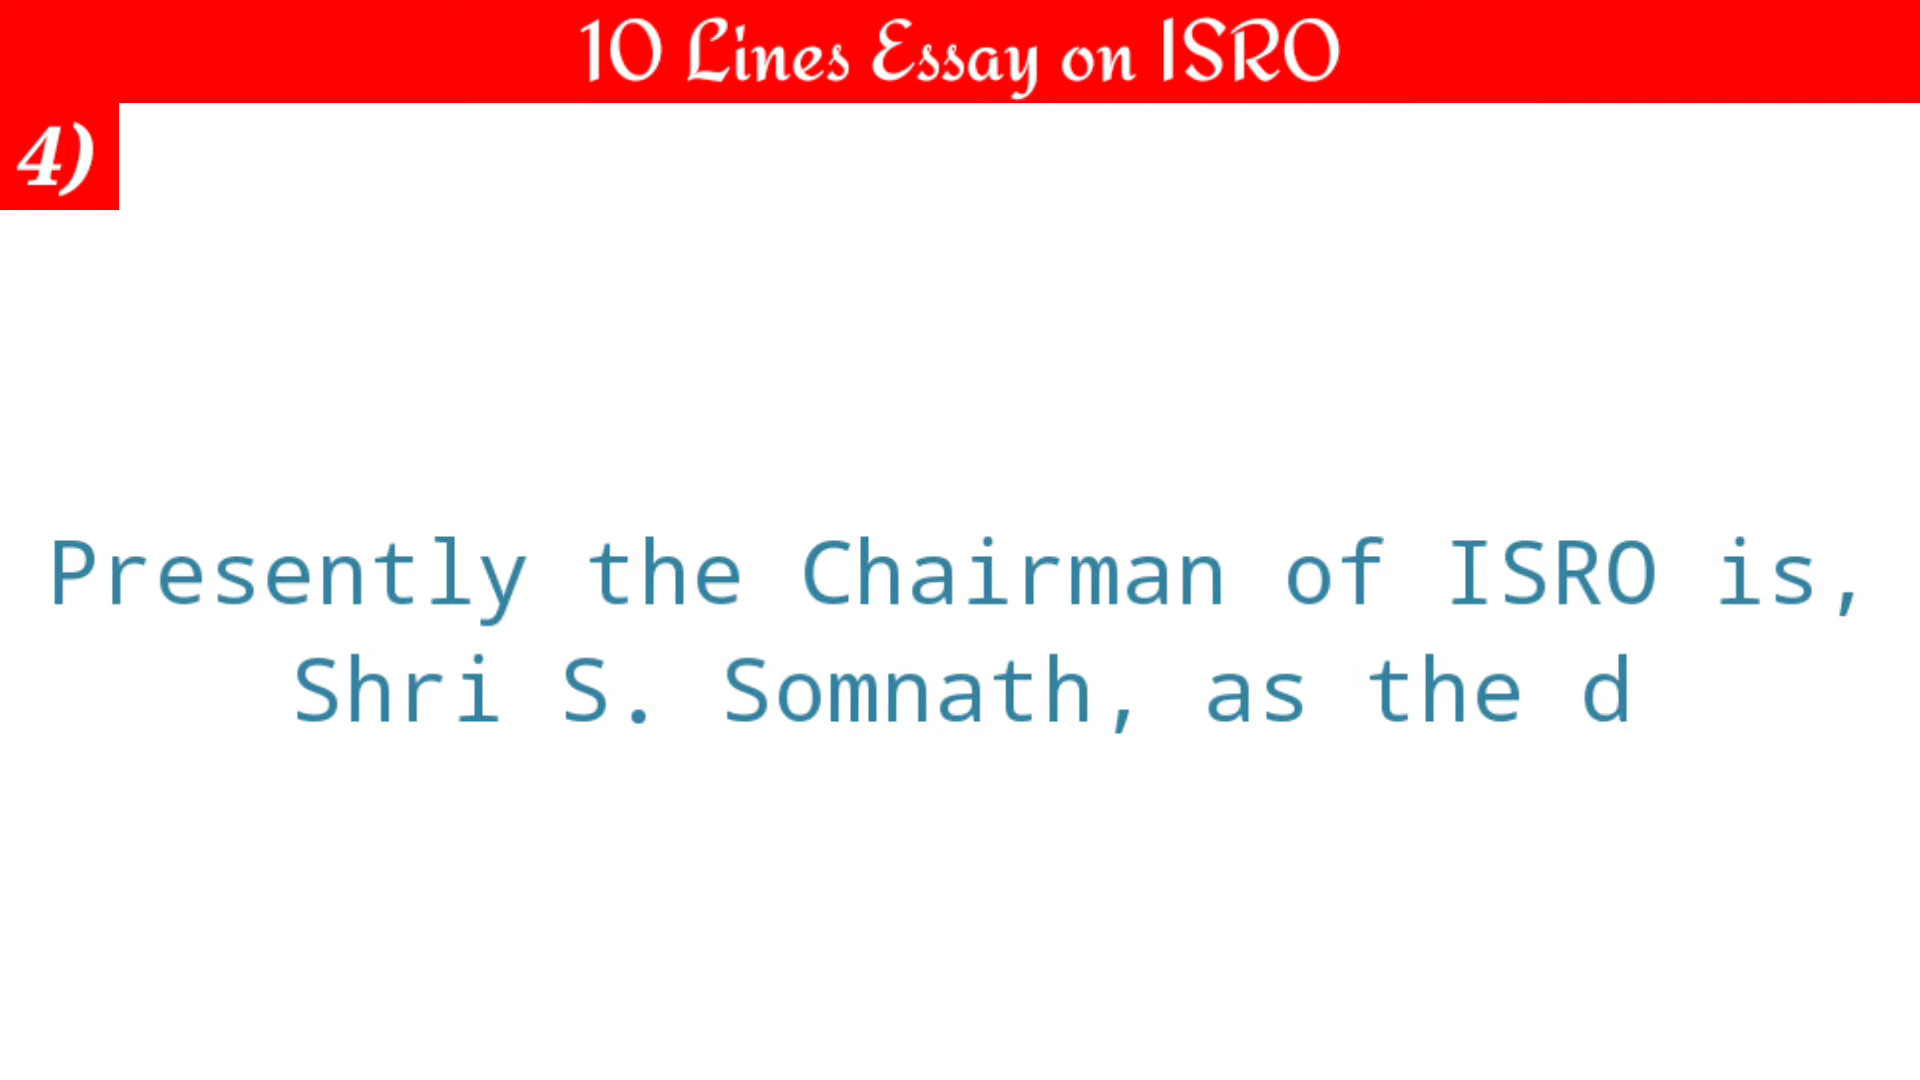 10 Lines Essay on ISRO
4)
Presently the Chairman of ISRO is,
Shri S. Somnath, as the d